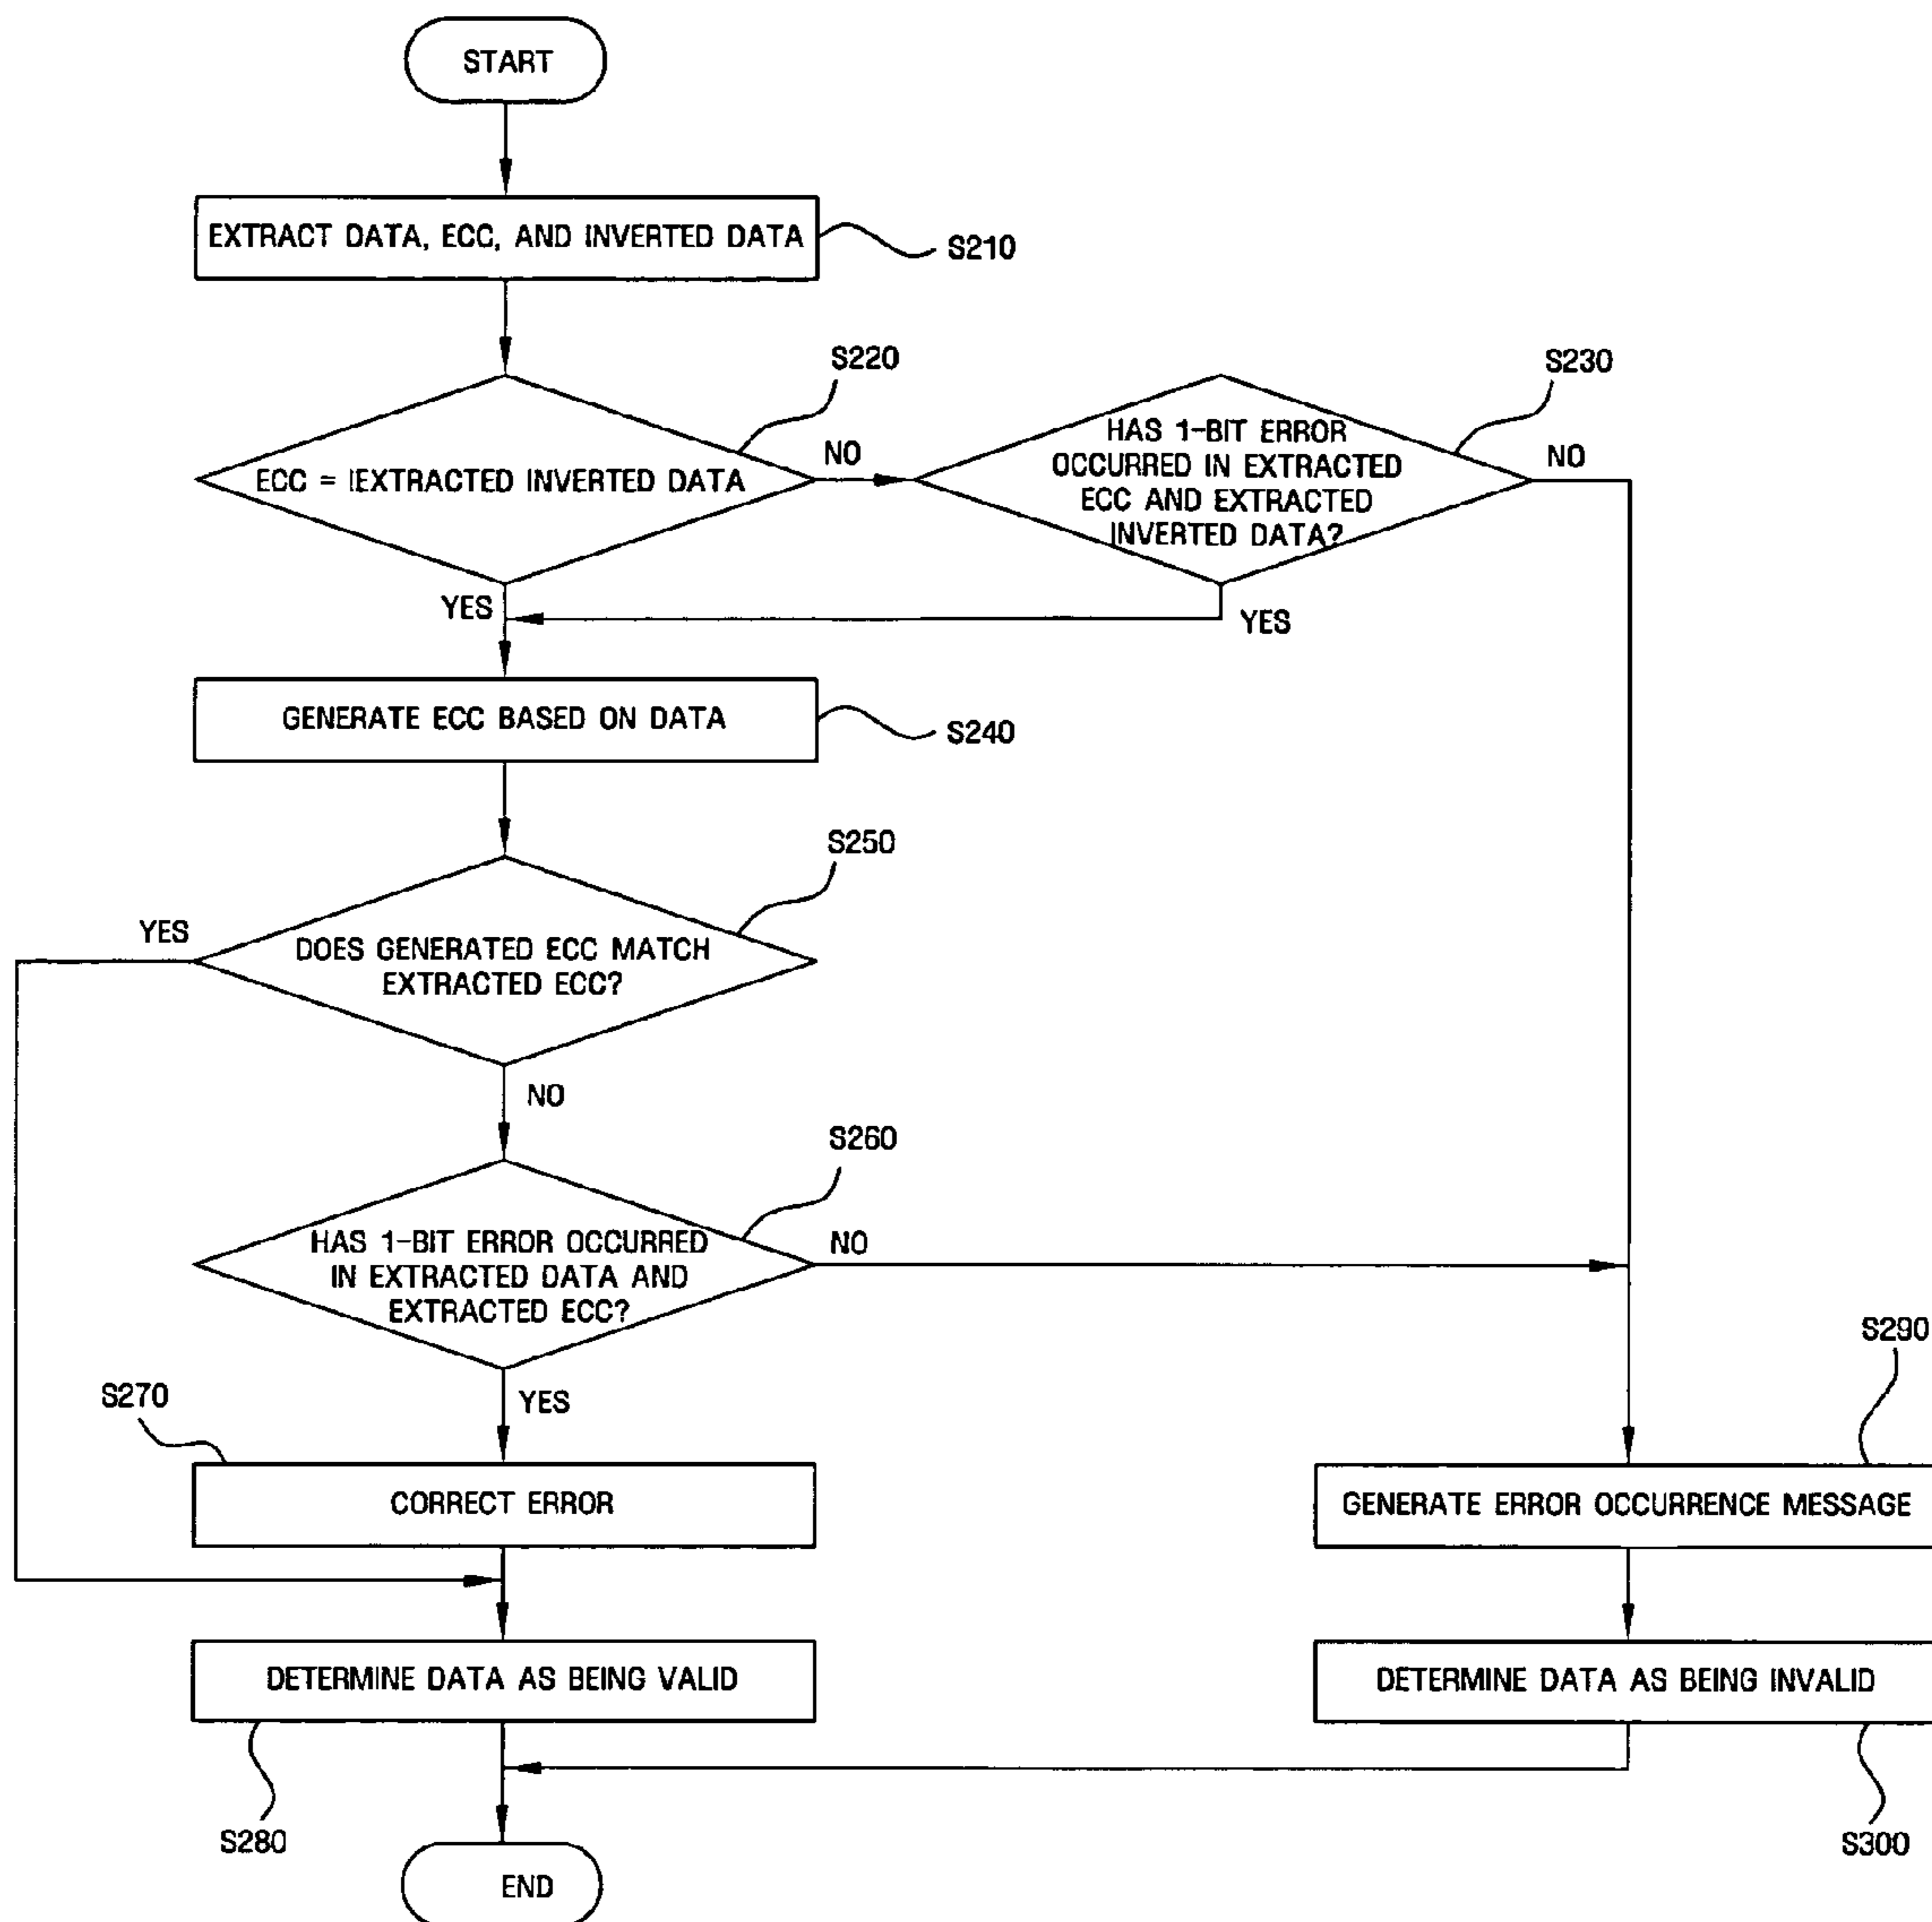 START
EXTRACT DATA, ECC, AND INVERTED DATA
S210
S220
S230
ECC = !EXTRACTED INVERTED DATA
NO
HAS 1-BIT ERROR
OCCURRED IN EXTRACTED
ECC AND EXTRACTED
INVERTED DATA?
NO
YES
YES
GENERATE ECC BASED ON DATA
S240
S250
YES
DOES GENERATED ECC MATCH
EXTRACTED ECC?
NO
S260
HAS 1-BIT ERROR OCCURRED
IN EXTRACTED DATA AND
EXTRACTED ECC?
NO
S290
S270
YES
CORRECT ERROR
GENERATE ERROR OCCURRENCE MESSAGE
DETERMINE DATA AS BEING VALID
DETERMINE DATA AS BEING INVALID
S280
S300
END